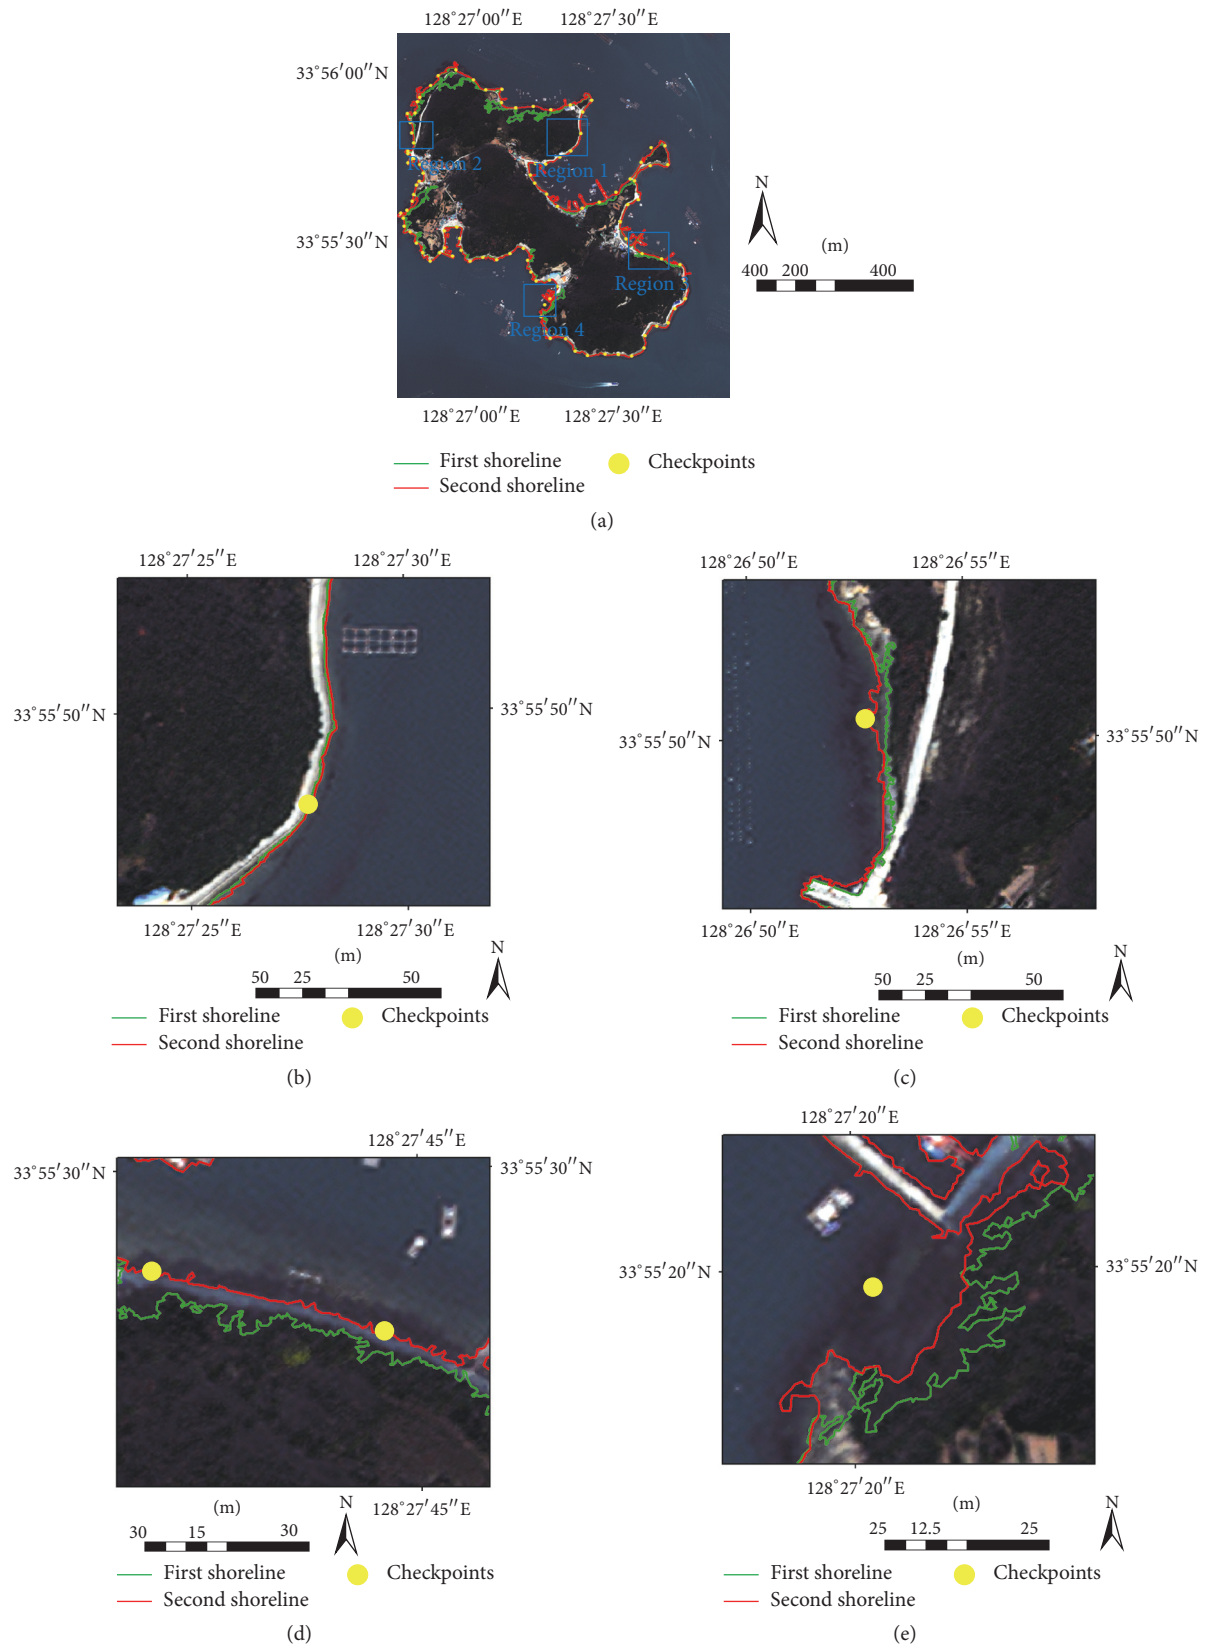 128°27′00″E 128°27′30″E
33°56′00″N
Region 2
Region 1
N
33°55′30″N
(m)
Region 3
400 200 400
Region 4
128°27′00″E 128°27′30″E
First shoreline Checkpoints
Second shoreline
(a)
128°27′25″E 128°27′30″E
33°55′50″N 33°55′50″N
128°27′25″E 128°27′30″E
(m) N
50 25 50
First shoreline Checkpoints
Second shoreline
(b)
128°26′50″E 128°26′55″E
33°55′50″N 33°55′50″N
128°26′50″E 128°26′55″E
(m) N
50 25 50
First shoreline Checkpoints
Second shoreline
(c)
128°27′45″E
33°55′30″N 33°55′30″N
128°27′45″E
(m) N
30 15 30
First shoreline Checkpoints
Second shoreline
(d)
128°27′20″E
33°55′20″N 33°55′20″N
128°27′20″E
(m) N
25 12.5 25
First shoreline Checkpoints
Second shoreline
(e)